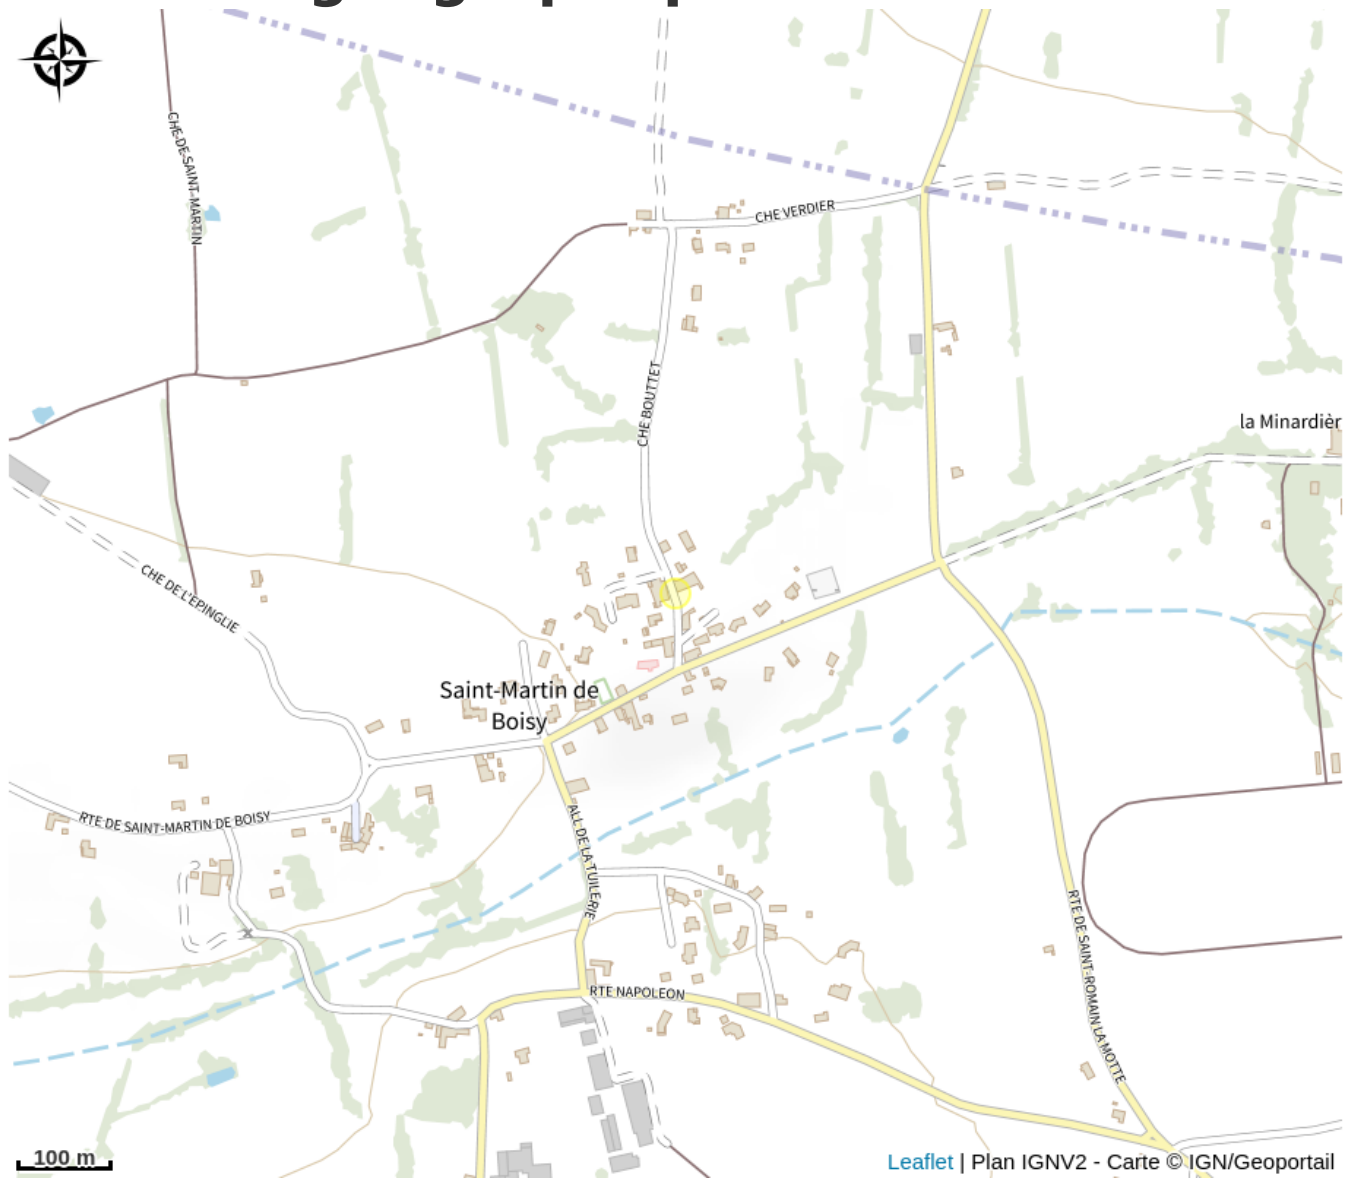 CHE DE SAINT-MARTIN
CHE VERDIER
CHE BOUTTET
la Minardièr
CHE DE L'EPINGLIE
Saint-Martin de
Boisy
RTE DE SAINT-MARTIN DE BOISY
ALL DE LA TUILERIE
RTE DE SAINT-ROMAIN LA MOTTE
RTE NAPOLEON
100 m
Leaflet | Plan IGNV2 - Carte © IGN/Geoportail